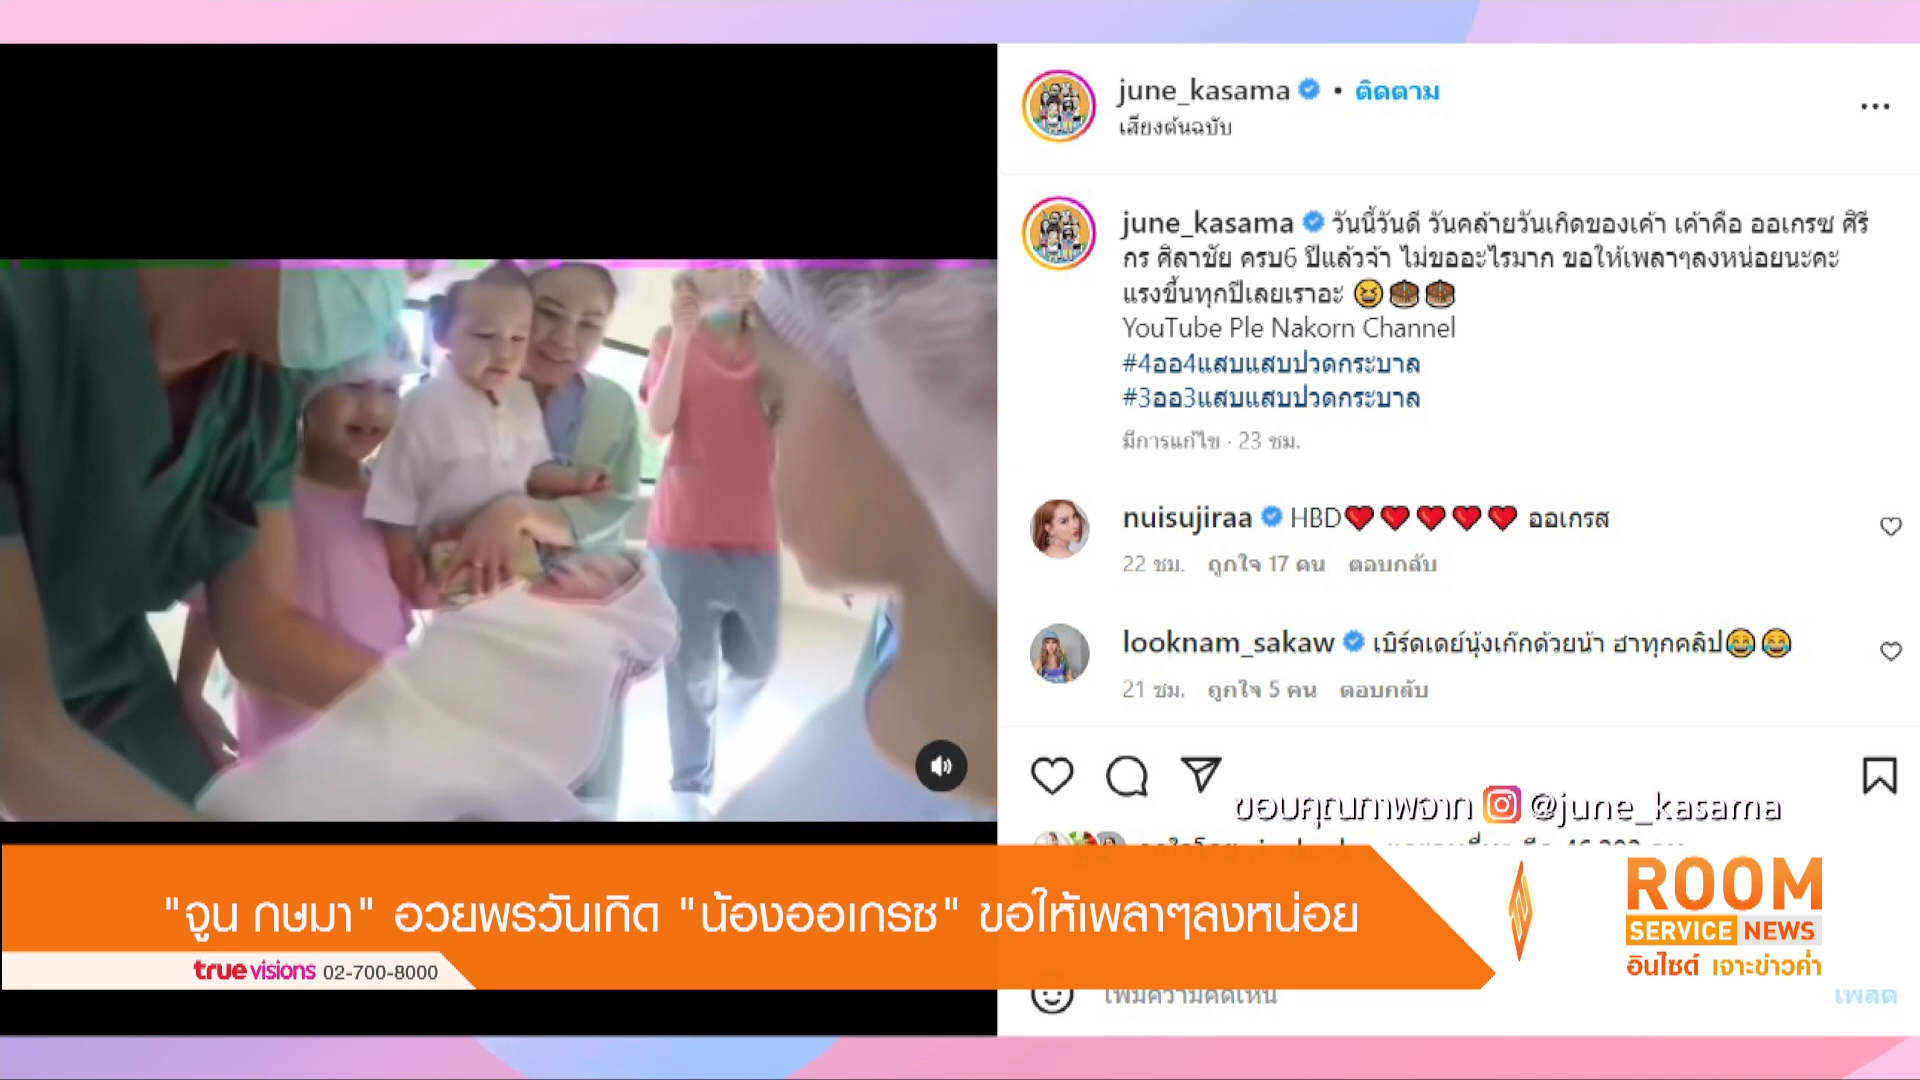 june_kasama • ติดตาม
เสียงต้นฉบับ
june_kasama วันนี้วันดี วันคล้ายวันเกิดของเค้า เค้าคือ ออเกรซ ศิรี
กร ศิลาชัย ครบ6 ปีแล้วจ้า ไม่ขออะไรมาก ขอให้เพลาๆลงหน่อยนะคะ
แรงขึ้นทุกปีเลยเราอะ 😆🎂🎂
YouTube Ple Nakorn Channel
#4ออ4แสบแสบปวดกระบาล
#3ออ3แสบแสบปวดกระบาล
มีการแก้ไข · 23 ชม.
nuisujiraa HBD❤️❤️❤️❤️❤️ ออเกรส
22 ชม. ถูกใจ 17 คน ตอบกลับ
looknam_sakaw เบิร์ดเดย์นุ้งเก๊กด้วยน้า ฮาทุกคลิป😂😂
21 ชม. ถูกใจ 5 คน ตอบกลับ
ขอบคุณภาพจาก @june_kasama
"จูน กษมา" อวยพรวันเกิด "น้องออเกรซ" ขอให้เพลาๆลงหน่อย
truevisions 02-700-8000
ROOM
SERVICE NEWS
อินไซด์ เจาะข่าวค่ำ
เพิ่มความคิดเห็น
โพสต์